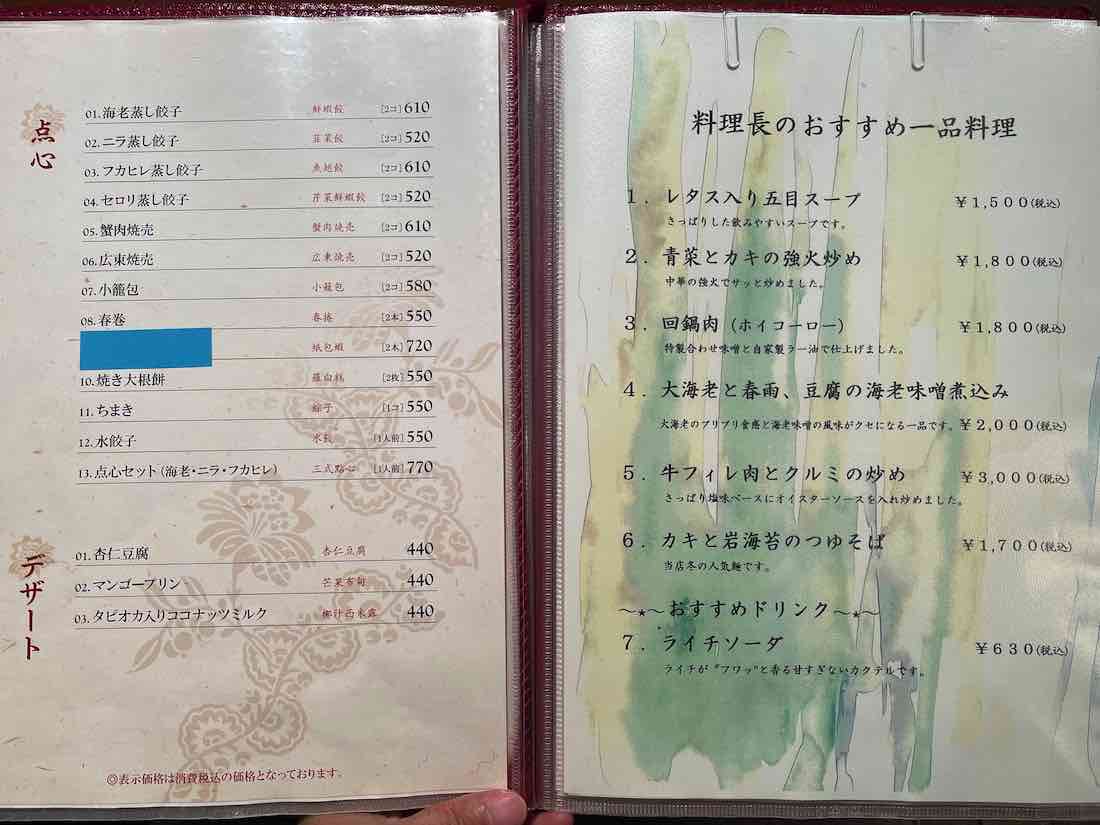 点心
01.海老蒸し餃子 鮮蝦餃 [2コ] 610
02.ニラ蒸し餃子 韮菜餃 [2コ] 520
03.フカヒレ蒸し餃子 魚翅餃 [2コ] 610
04.セロリ蒸し餃子 芹菜鮮蝦餃 [2コ] 520
05.蟹肉焼売 蟹肉焼売 [2コ] 610
06.広東焼売 広東焼売 [2コ] 520
07.小籠包 小籠包 [2コ] 580
08.春巻 春捲 [2本] 550
紙包蝦 [2本] 720
10.焼き大根餅 蘿白糕 [2枚] 550
11.ちまき 粽子 [1コ] 550
12.水餃子 水餃 [1人前] 550
13.点心セット(海老・ニラ・フカヒレ) 三式點心 [1人前] 770
デザート
01.杏仁豆腐 杏仁豆腐 440
02.マンゴープリン 芒果布甸 440
03.タピオカ入りココナッツミルク 椰汁西米露 440
◎表示価格は消費税込の価格となっております。
料理長のおすすめ一品料理
1．レタス入り五目スープ ￥1,500(税込)
さっぱりした飲みやすいスープです。
2．青菜とカキの強火炒め ￥1,800(税込)
中華の強火でサッと炒めました。
3．回鍋肉（ホイコーロー） ￥1,800(税込)
特製合わせ味噌と自家製ラー油で仕上げました。
4．大海老と春雨、豆腐の海老味噌煮込み
大海老のプリプリ食感と海老味噌の風味がクセになる一品です。 ￥2,000(税込)
5．牛フィレ肉とクルミの炒め ￥3,000(税込)
さっぱり塩味ベースにオイスターソースを入れ炒めました。
6．カキと岩海苔のつゆそば ￥1,700(税込)
当店冬の人気麺です。
～★～おすすめドリンク～★～
7．ライチソーダ ￥630(税込)
ライチが"フワッ"と香る甘すぎないカクテルです。